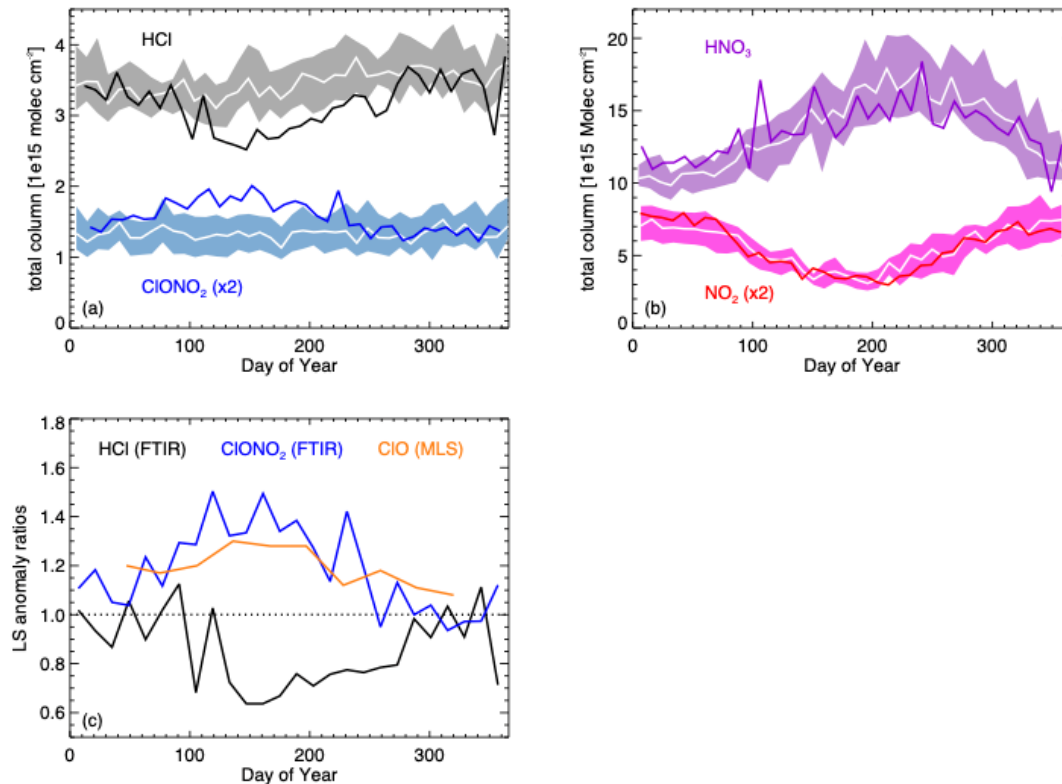 HCl
ClONO₂ (x2)
(a)
total column [1e15 molec cm⁻²]
0
1
2
3
4
0
100
200
300
Day of Year
HNO₃
NO₂ (x2)
(b)
total column [1e15 Molec cm⁻²]
0
5
10
15
20
0
100
200
300
Day of Year
HCl (FTIR) ClONO₂ (FTIR) ClO (MLS)
(c)
LS anomaly ratios
0.6
0.8
1.0
1.2
1.4
1.6
1.8
0
100
200
300
Day of Year